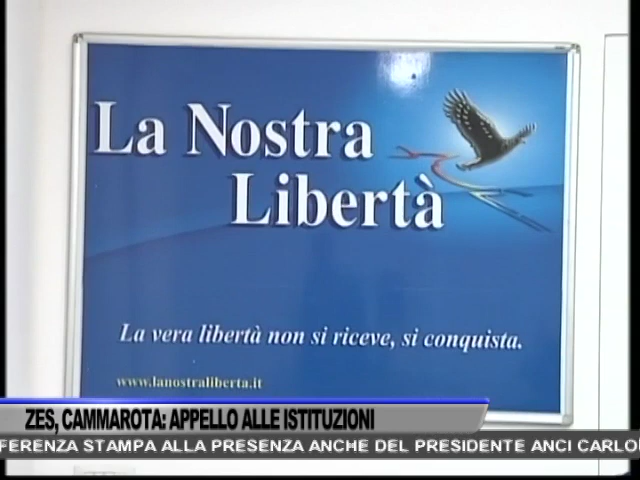 La Nostra
Libertà
La vera libertà non si riceve, si conquista.
www.lanostraliberta.it
ZES, CAMMAROTA: APPELLO ALLE ISTITUZIONI
FERENZA STAMPA ALLA PRESENZA ANCHE DEL PRESIDENTE ANCI CARLO